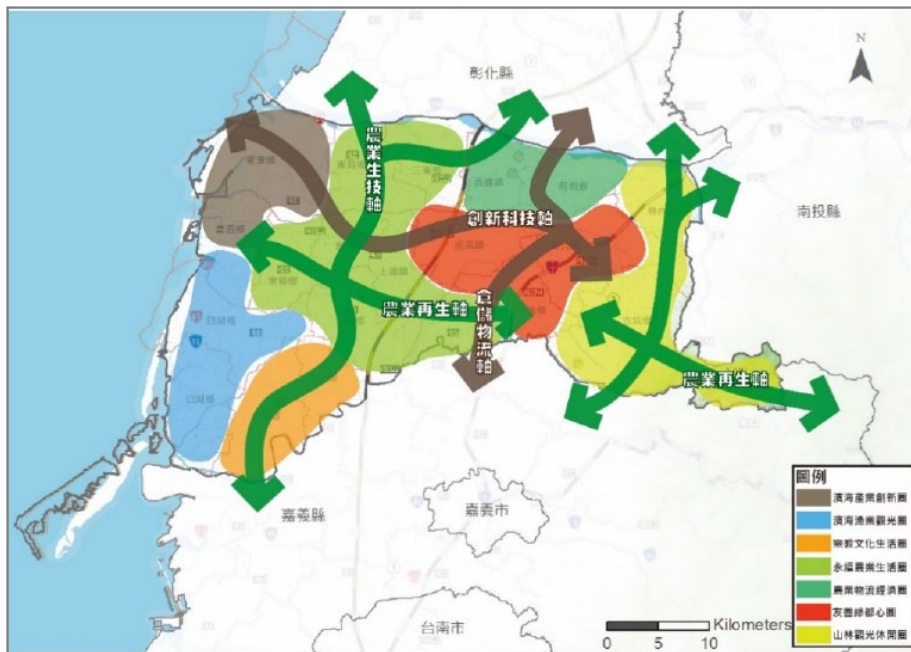 N
彰化縣
南投縣
農業生技軸
創新科技軸
農業再生軸
倉儲物流軸
農業再生軸
嘉義縣
嘉義市
台南市
圖例
濱海產業創新圈
濱海漁業觀光圈
宗教文化生活圈
永續農業生活圈
農業物流經濟圈
友善綠都心圈
山林觀光休閒圈
Kilometers
0 5 10